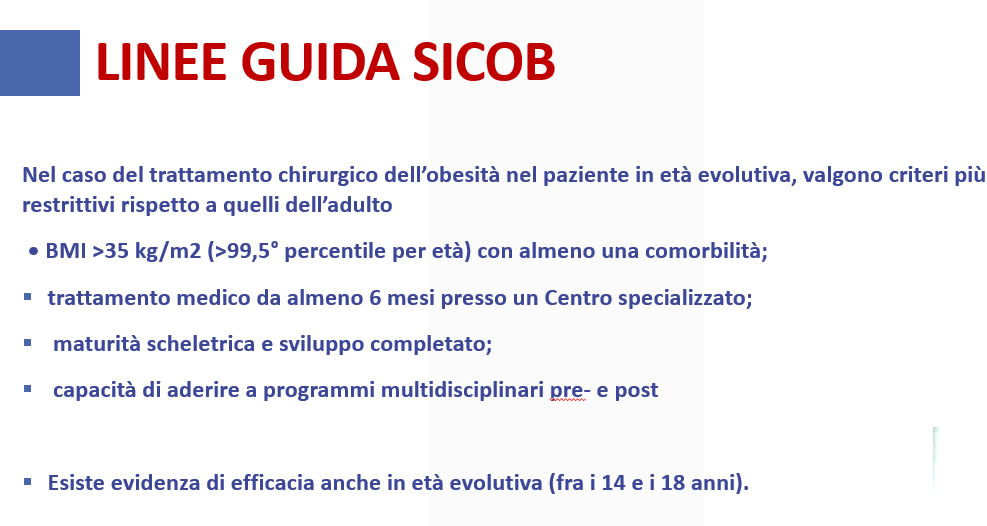 LINEE GUIDA SICOB
Nel caso del trattamento chirurgico dell’obesità nel paziente in età evolutiva, valgono criteri più
restrittivi rispetto a quelli dell’adulto
• BMI >35 kg/m2 (>99,5° percentile per età) con almeno una comorbilità;
▪ trattamento medico da almeno 6 mesi presso un Centro specializzato;
▪ maturità scheletrica e sviluppo completato;
▪ capacità di aderire a programmi multidisciplinari pre- e post
▪ Esiste evidenza di efficacia anche in età evolutiva (fra i 14 e i 18 anni).